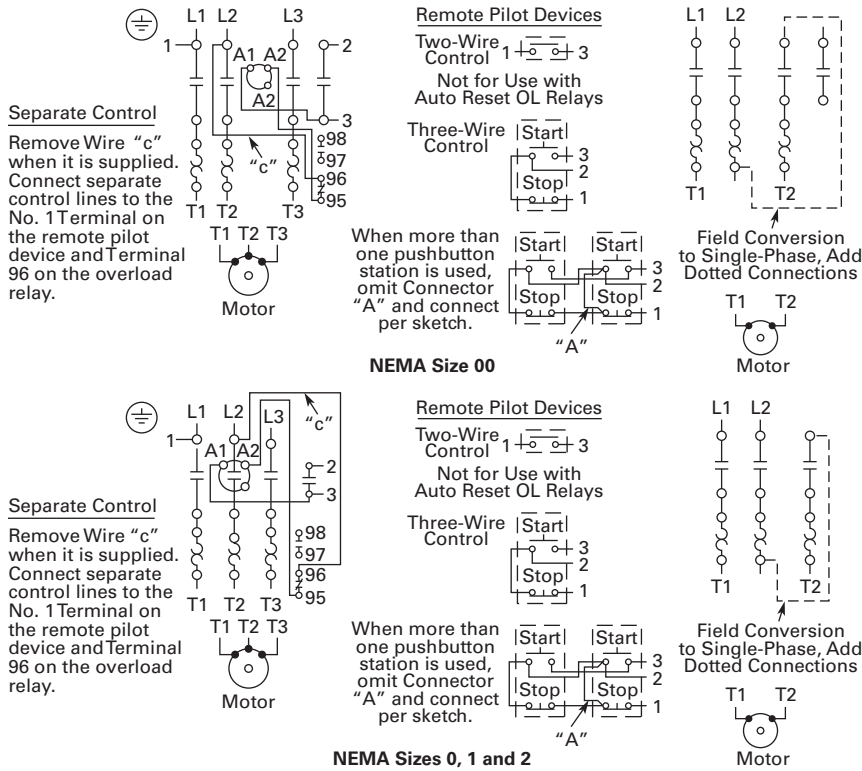 L1 L2 L3
1
2
A1 A2
A2
3
98
97
"c"
96
95
T1 T2 T3
T1 T2 T3
Motor
Separate Control
Remove Wire "c"
when it is supplied.
Connect separate
control lines to the
No. 1 Terminal on
the remote pilot
device and Terminal
96 on the overload
relay.
Remote Pilot Devices
Two-Wire
Control
1 3
Not for Use with
Auto Reset OL Relays
Three-Wire
Control
Start
3
2
Stop
1
When more than
one pushbutton
station is used,
omit Connector
"A" and connect
per sketch.
Start Start
3
2
Stop Stop
1
"A"
L1 L2
T1 T2
Field Conversion
to Single-Phase, Add
Dotted Connections
T1 T2
Motor
NEMA Size 00
L1 L2 L3
"c"
1
A1 A2
2
3
98
97
96
95
T1 T2 T3
T1 T2 T3
Motor
Separate Control
Remove Wire "c"
when it is supplied.
Connect separate
control lines to the
No. 1 Terminal on
the remote pilot
device and Terminal
96 on the overload
relay.
Remote Pilot Devices
Two-Wire
Control
1 3
Not for Use with
Auto Reset OL Relays
Three-Wire
Control
Start
3
2
Stop
1
When more than
one pushbutton
station is used,
omit Connector
"A" and connect
per sketch.
Start Start
3
2
Stop Stop
1
"A"
L1 L2
T1 T2
Field Conversion
to Single-Phase, Add
Dotted Connections
T1 T2
Motor
NEMA Sizes 0, 1 and 2